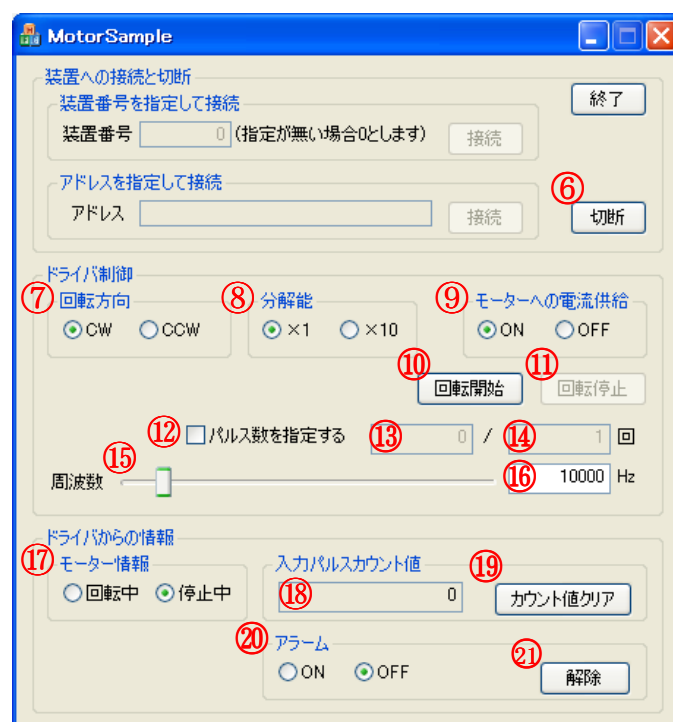 MotorSample
装置への接続と切断
装置番号を指定して接続
終了
装置番号 0 (指定が無い場合0とします) 接続
アドレスを指定して接続
⑥
アドレス 接続 切断
ドライバ制御
⑦ 回転方向 ⑧ 分解能 ⑨ モーターへの電流供給
CW CCW ×1 ×10 ON OFF
⑩ 回転開始 ⑪ 回転停止
⑫ パルス数を指定する ⑬ 0 / ⑭ 1 回
⑮
周波数 ⑯ 10000 Hz
ドライバからの情報
⑰ モーター情報 入力パルスカウント値 ⑲
回転中 停止中 ⑱ 0 カウント値クリア
⑳ アラーム
ON OFF ㉑ 解除